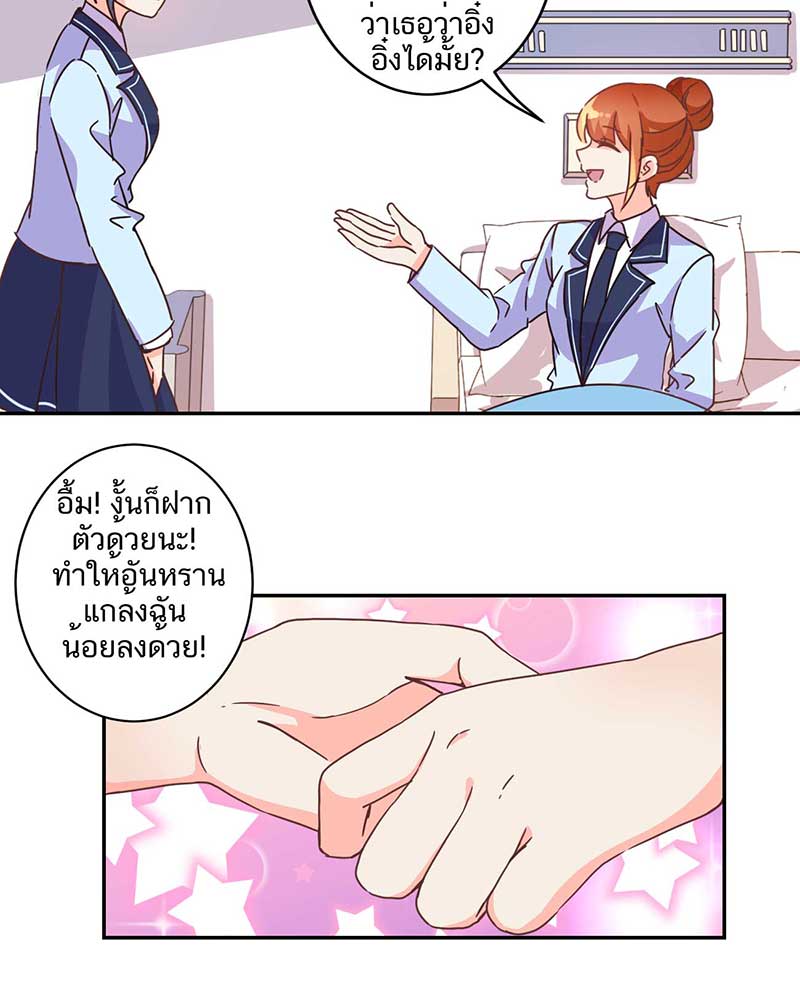 ว่าเธอว่าอิ๋ง
อิ๋งได้มั้ย?
อื้ม! งั้นก็ฝาก
ตัวด้วยนะ!
ทำให้อันหราน
แกล้งฉัน
น้อยลงด้วย!